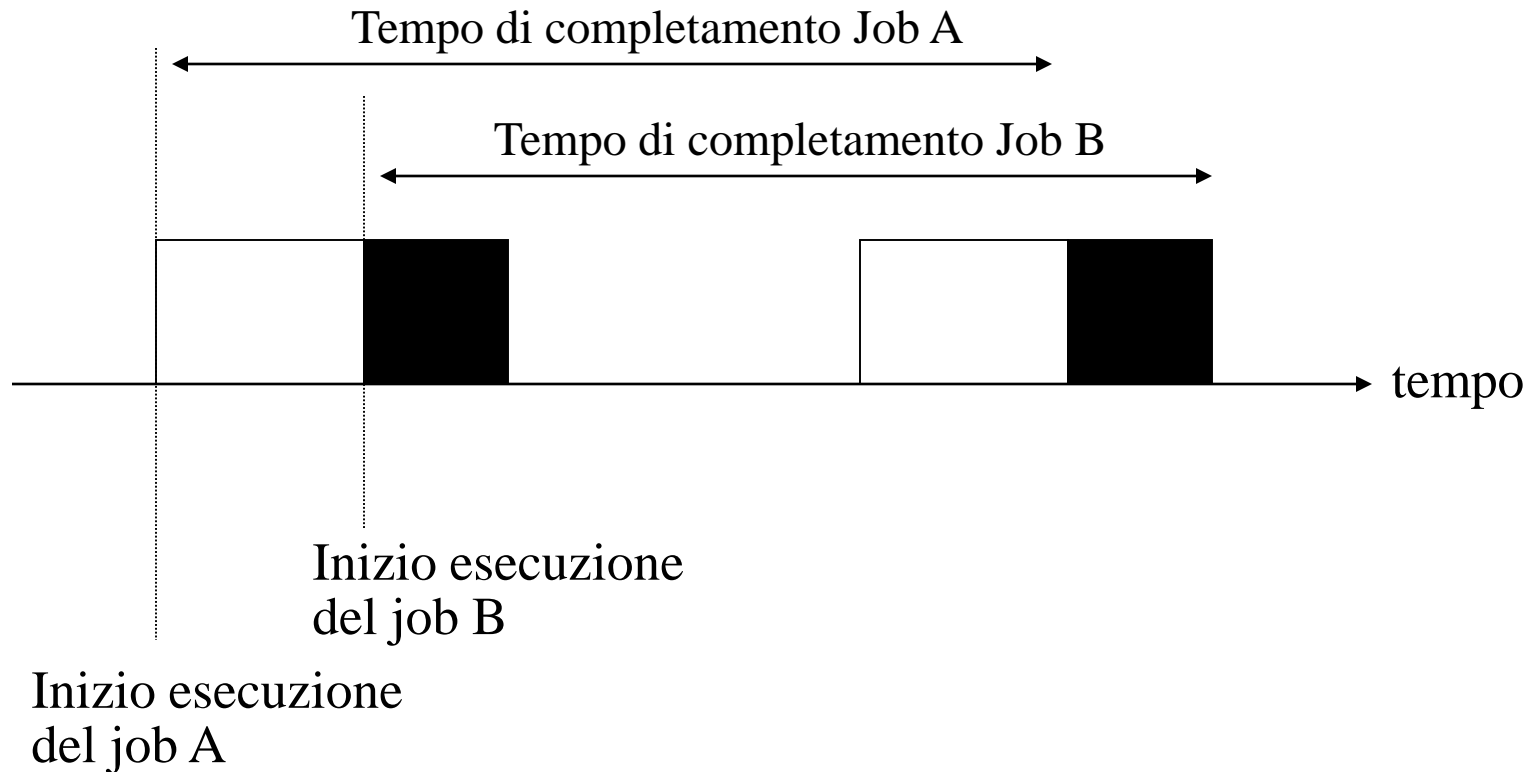 Tempo di completamento Job A
Tempo di completamento Job B
tempo
Inizio esecuzione
del job B
Inizio esecuzione
del job A